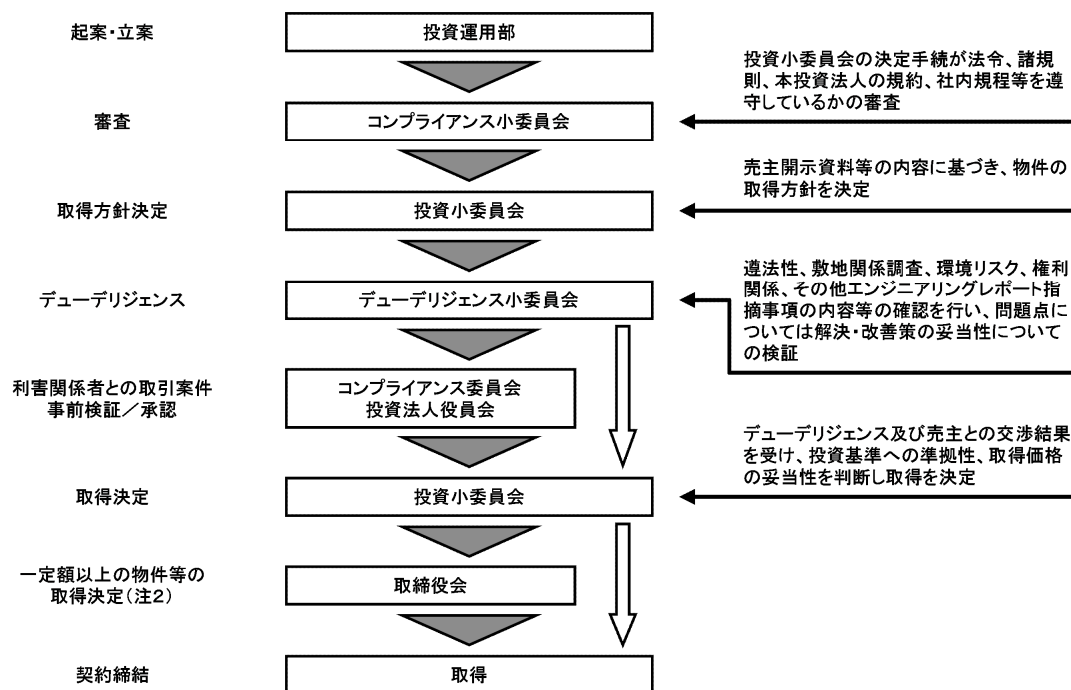 起案・立案
投資運用部
投資小委員会の決定手続が法令、諸規
則、本投資法人の規約、社内規程等を遵
守しているかの審査
審査
コンプライアンス小委員会
売主開示資料等の内容に基づき、物件の
取得方針を決定
取得方針決定
投資小委員会
遵法性、敷地関係調査、環境リスク、権利
関係、その他エンジニアリングレポート指
摘事項の内容等の確認を行い、問題点に
ついては解決・改善策の妥当性について
の検証
デューデリジェンス
デューデリジェンス小委員会
利害関係者との取引案件
事前検証／承認
コンプライアンス委員会
投資法人役員会
デューデリジェンス及び売主との交渉結果
を受け、投資基準への準拠性、取得価格
の妥当性を判断し取得を決定
取得決定
投資小委員会
一定額以上の物件等の
取得決定（注2）
取締役会
契約締結
取得